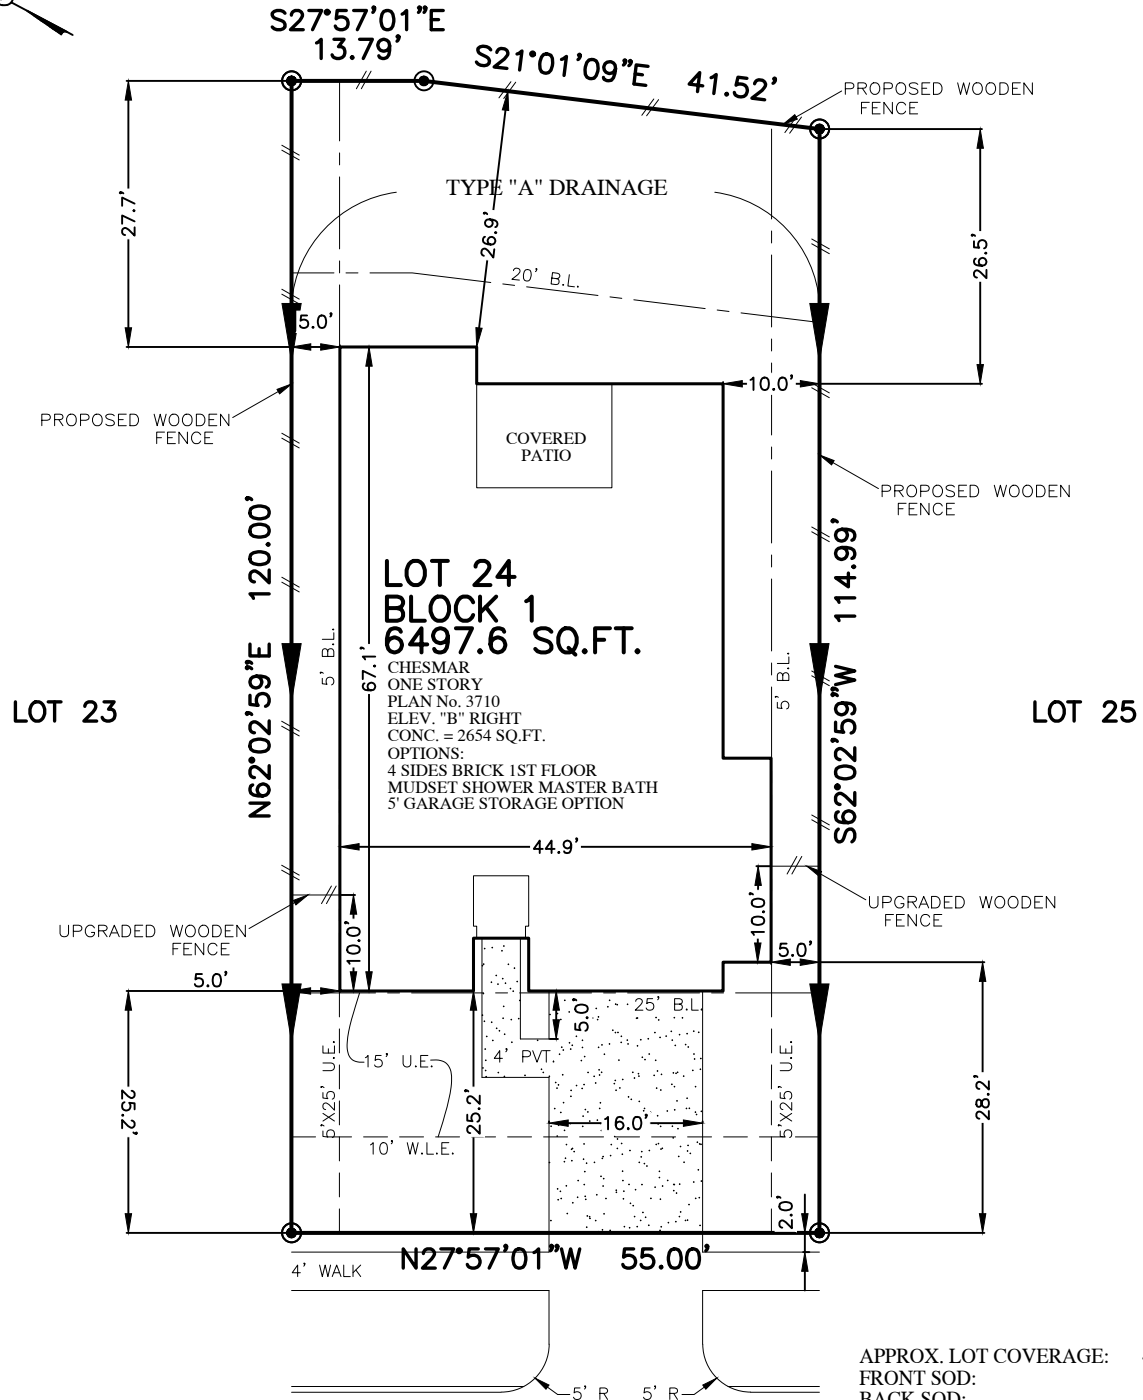 S27°57'01"E
13.79'
S21°01'09"E 41.52'
PROPOSED WOODEN
FENCE
TYPE "A" DRAINAGE
27.7'
26.9'
26.5'
20' B.L.
5.0'
10.0'
PROPOSED WOODEN
FENCE
COVERED
PATIO
PROPOSED WOODEN
FENCE
N62°02'59"E 120.00'
S62°02'59"W 114.99'
LOT 24
BLOCK 1
6497.6 SQ.FT.
5' B.L.
67.1'
5' B.L.
CHESMAR
ONE STORY
PLAN No. 3710
ELEV. "B" RIGHT
CONC. = 2654 SQ.FT.
OPTIONS:
4 SIDES BRICK 1ST FLOOR
MUDSET SHOWER MASTER BATH
5' GARAGE STORAGE OPTION
LOT 23
LOT 25
44.9'
UPGRADED WOODEN
FENCE
10.0'
10.0'
UPGRADED WOODEN
FENCE
5.0'
5.0'
25' B.L.
5.0'
4' PVT.
15' U.E.
5'X25' U.E.
5'X25' U.E.
25.2'
25.2'
16.0'
28.2'
10' W.L.E.
2.0'
N27°57'01"W 55.00'
4' WALK
5' R 5' R
APPROX. LOT COVERAGE:
FRONT SOD:
BACK SOD: